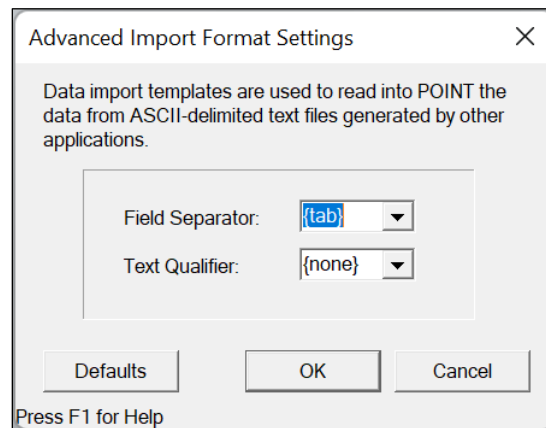 Advanced Import Format Settings
Data import templates are used to read into POINT the
data from ASCII-delimited text files generated by other
applications.
Field Separator: {tab}
Text Qualifier: {none}
Defaults OK Cancel
Press F1 for Help